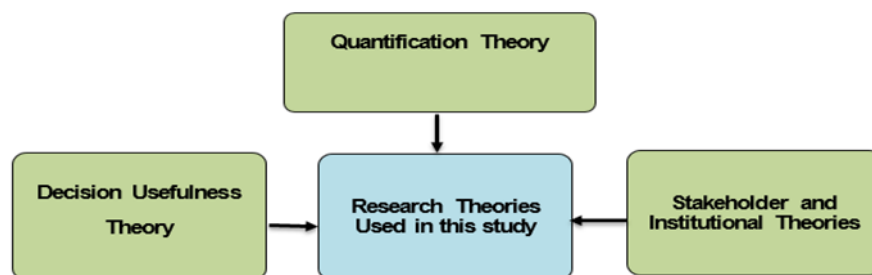 Quantification Theory
Decision Usefulness
Theory
Research Theories
Used in this study
Stakeholder and
Institutional Theories